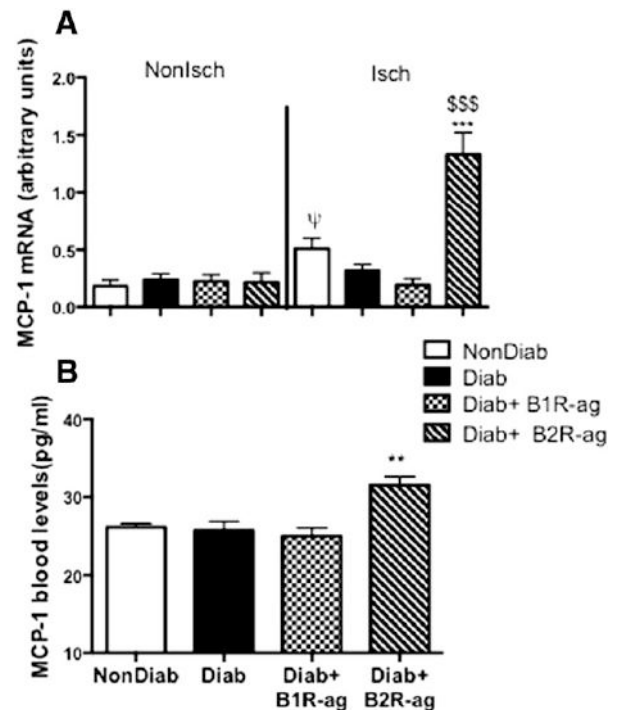 A
MCP-1 mRNA (arbitrary units)
2.0
1.5
1.0
0.5
0.0
NonIsch
Isch
ψ
$$$
***
NonDiab
Diab
Diab+ B1R-ag
Diab+ B2R-ag
B
MCP-1 blood levels(pg/ml)
40
30
20
10
**
NonDiab Diab Diab+ Diab+
B1R-ag B2R-ag